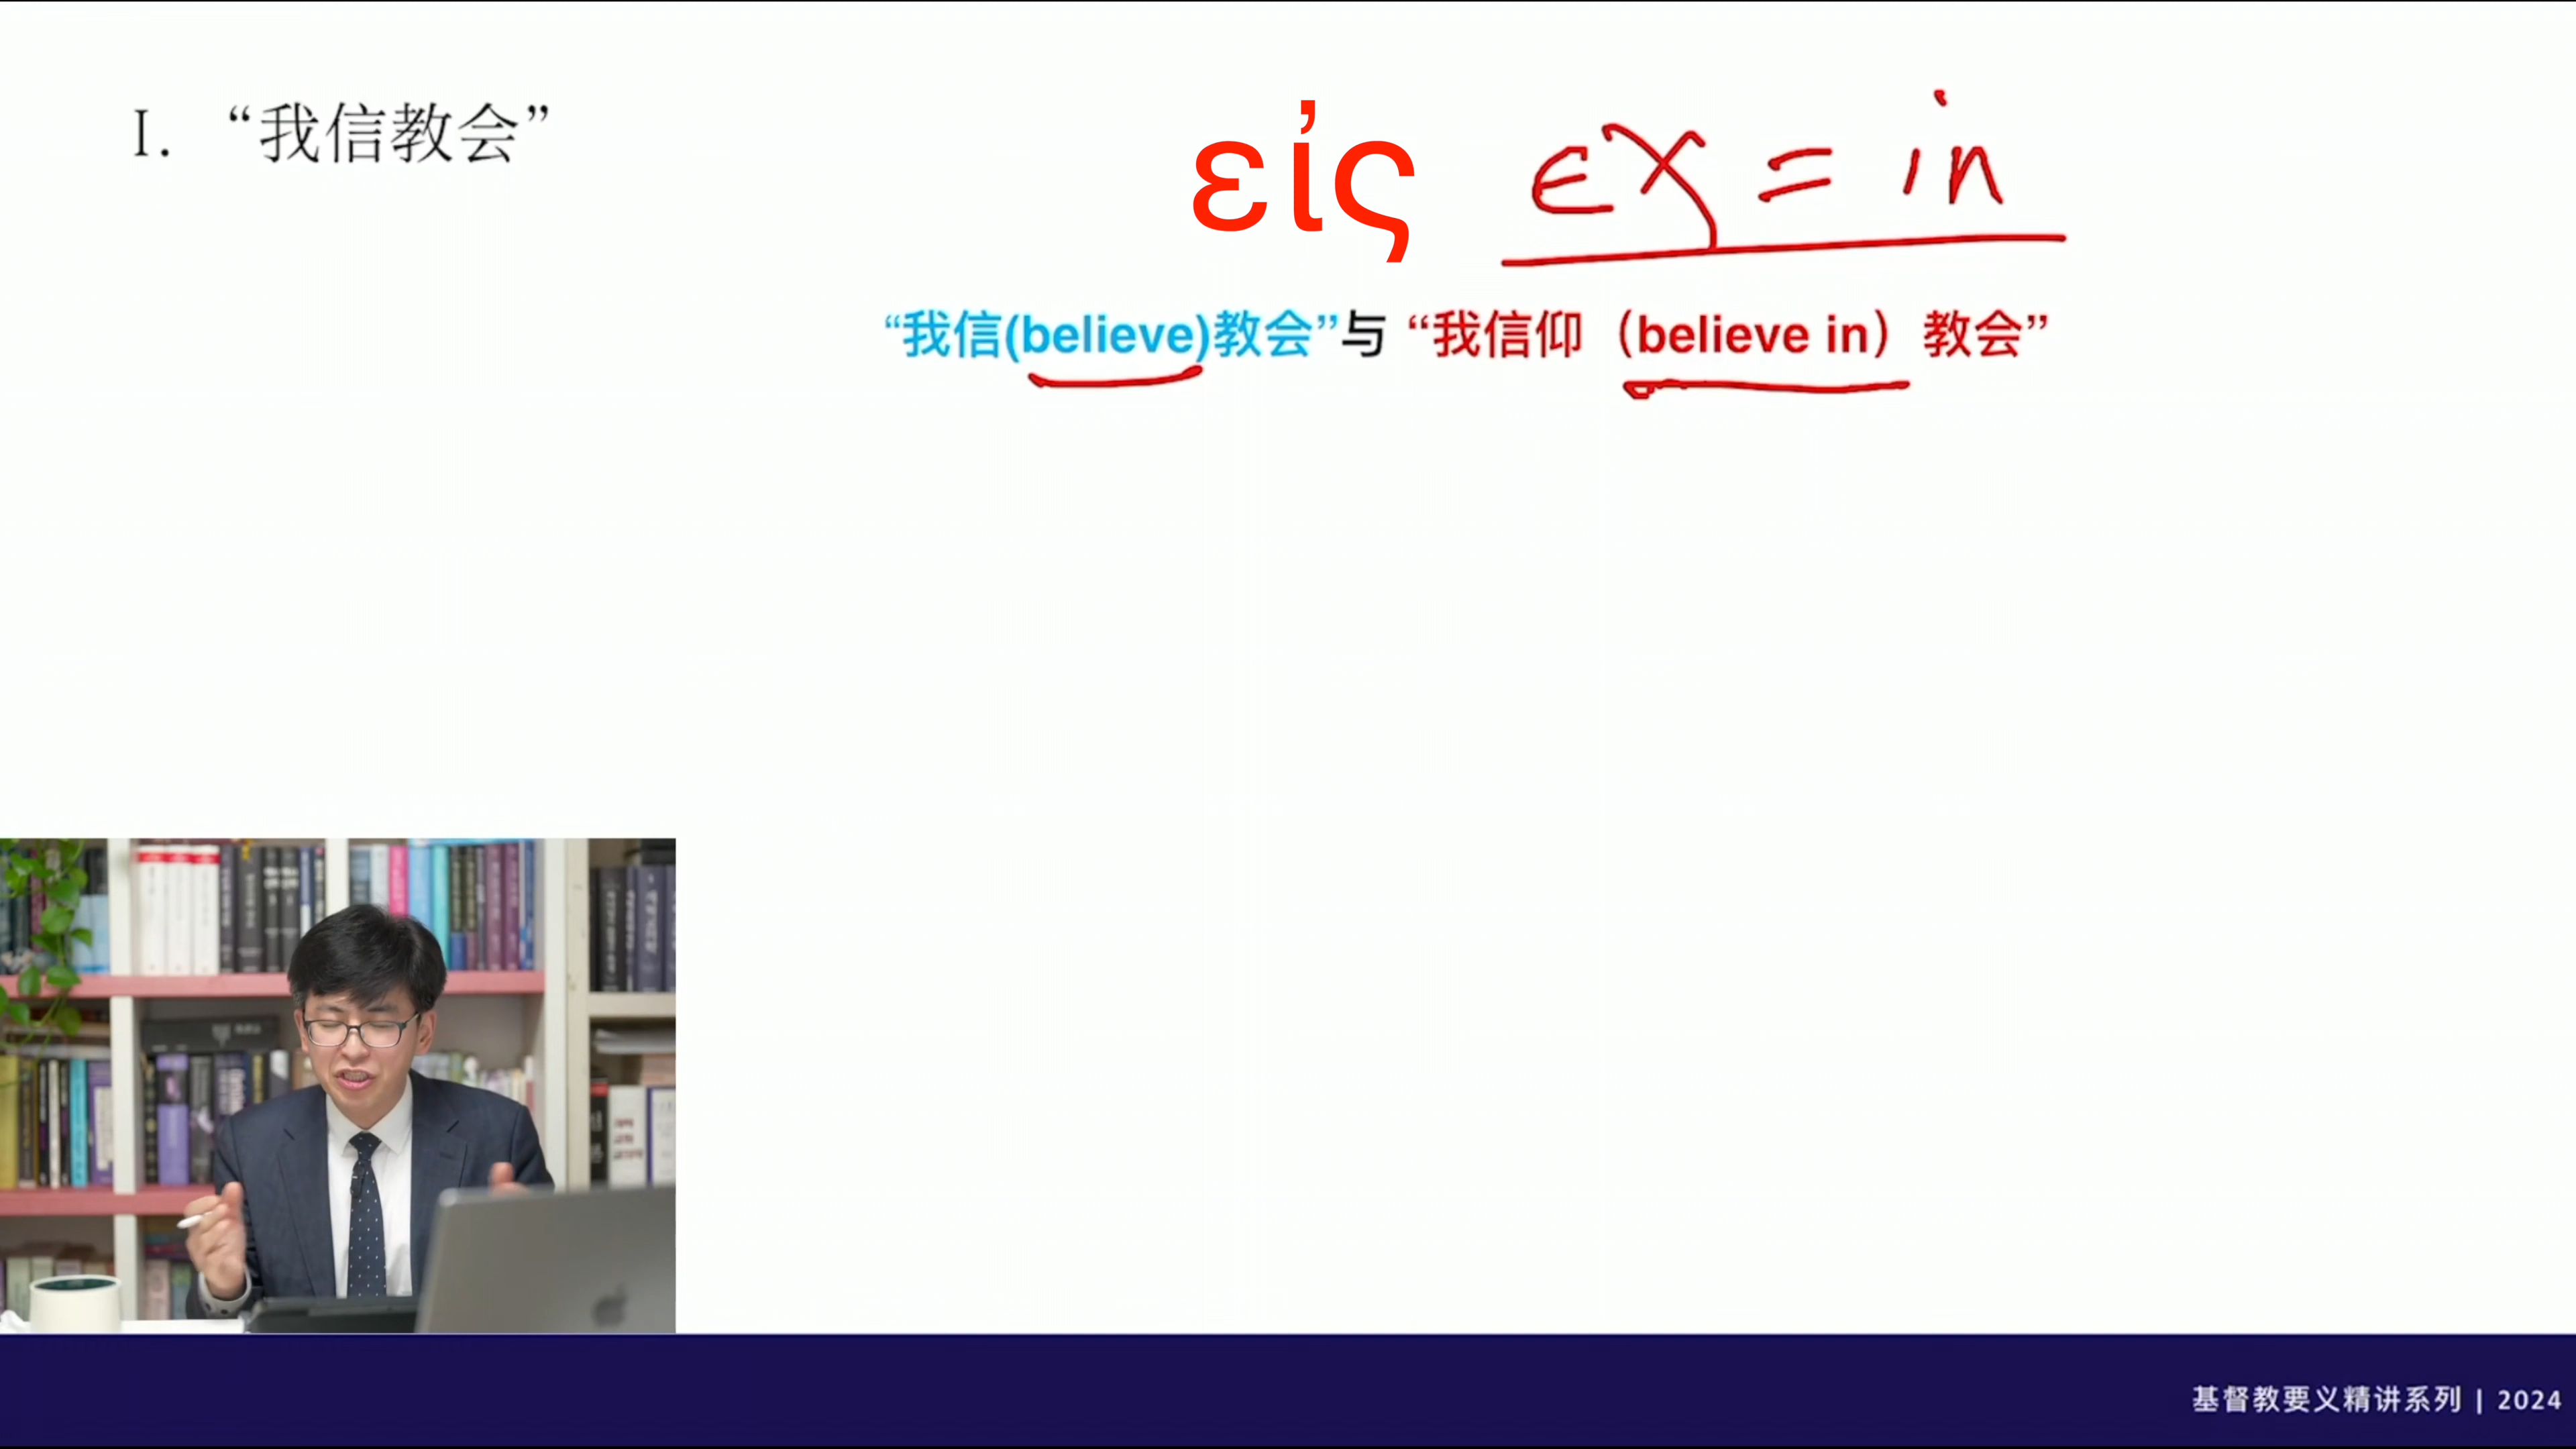 I. “我信教会”
εἰς ex = in
“我信(believe)教会”与 “我信仰（believe in）教会”
基督教要义精讲系列 | 2024